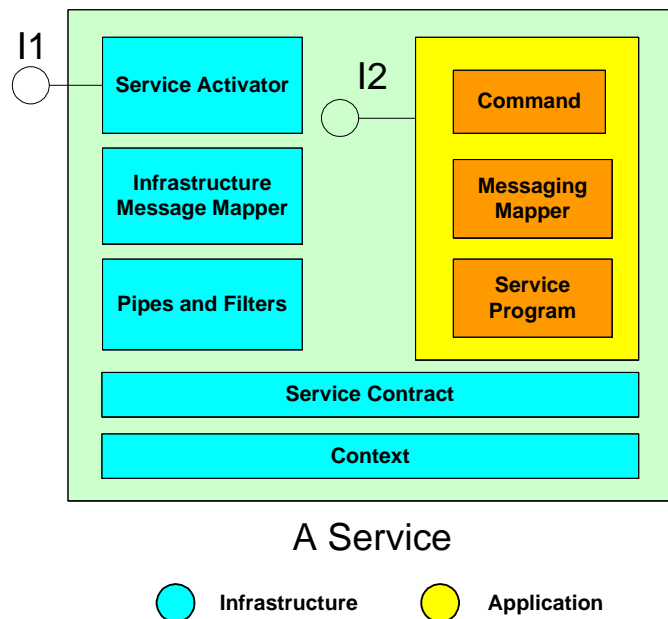 I1
Service Activator
I2
Command
Infrastructure
Message Mapper
Messaging
Mapper
Pipes and Filters
Service
Program
Service Contract
Context
A Service
Infrastructure
Application